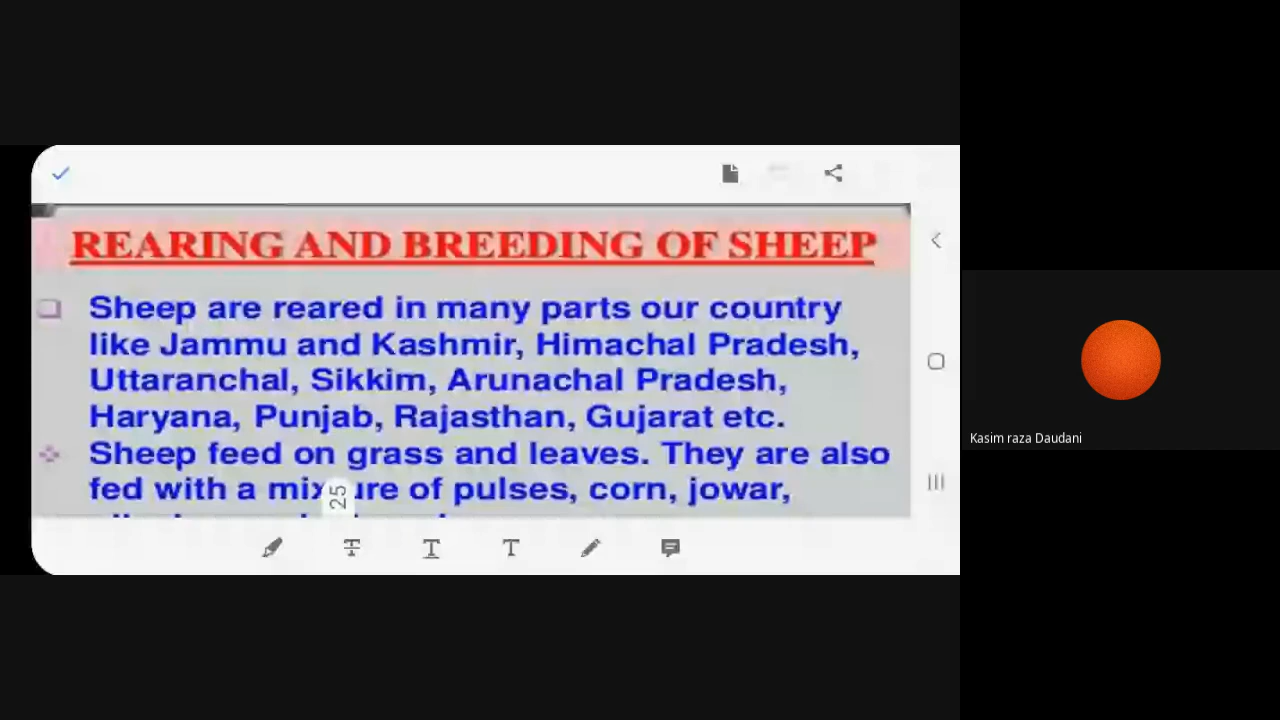 REARING AND BREEDING OF SHEEP
Sheep are reared in many parts our country
like Jammu and Kashmir, Himachal Pradesh,
Uttaranchal, Sikkim, Arunachal Pradesh,
Haryana, Punjab, Rajasthan, Gujarat etc.
Sheep feed on grass and leaves. They are also
fed with a mixture of pulses, corn, jowar,
25
Kasim raza Daudani